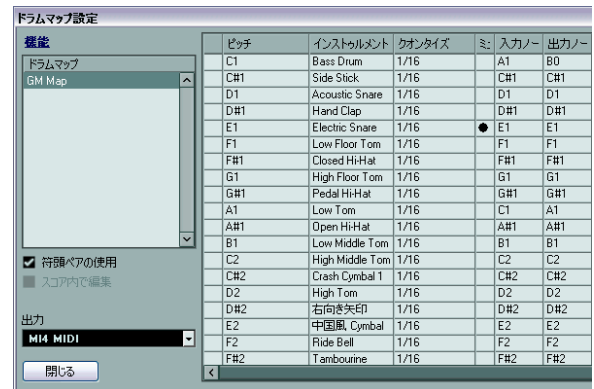 ドラムマップ設定
機能
ドラムマップ
GM Map
符頭ペアの使用
スコア内で編集
出力
MI4 MIDI
閉じる
ピッチ インストゥルメント クオンタイズ ミ: 入力ノー 出力ノー
C1 Bass Drum 1/16 A1 B0
C#1 Side Stick 1/16 C#1 C#1
D1 Acoustic Snare 1/16 D1 D1
D#1 Hand Clap 1/16 D#1 D#1
E1 Electric Snare 1/16 E1 E1
F1 Low Floor Tom 1/16 F1 F1
F#1 Closed Hi-Hat 1/16 F#1 F#1
G1 High Floor Tom 1/16 G1 G1
G#1 Pedal Hi-Hat 1/16 G#1 G#1
A1 Low Tom 1/16 C1 A1
A#1 Open Hi-Hat 1/16 A#1 A#1
B1 Low Middle Tom 1/16 B1 B1
C2 High Middle Tom 1/16 C2 C2
C#2 Crash Cymbal 1 1/16 C#2 C#2
D2 High Tom 1/16 D2 D2
D#2 右向き矢印 1/16 D#2 D#2
E2 中国風, Cymbal 1/16 E2 E2
F2 Ride Bell 1/16 F2 F2
F#2 Tambourine 1/16 F#2 F#2